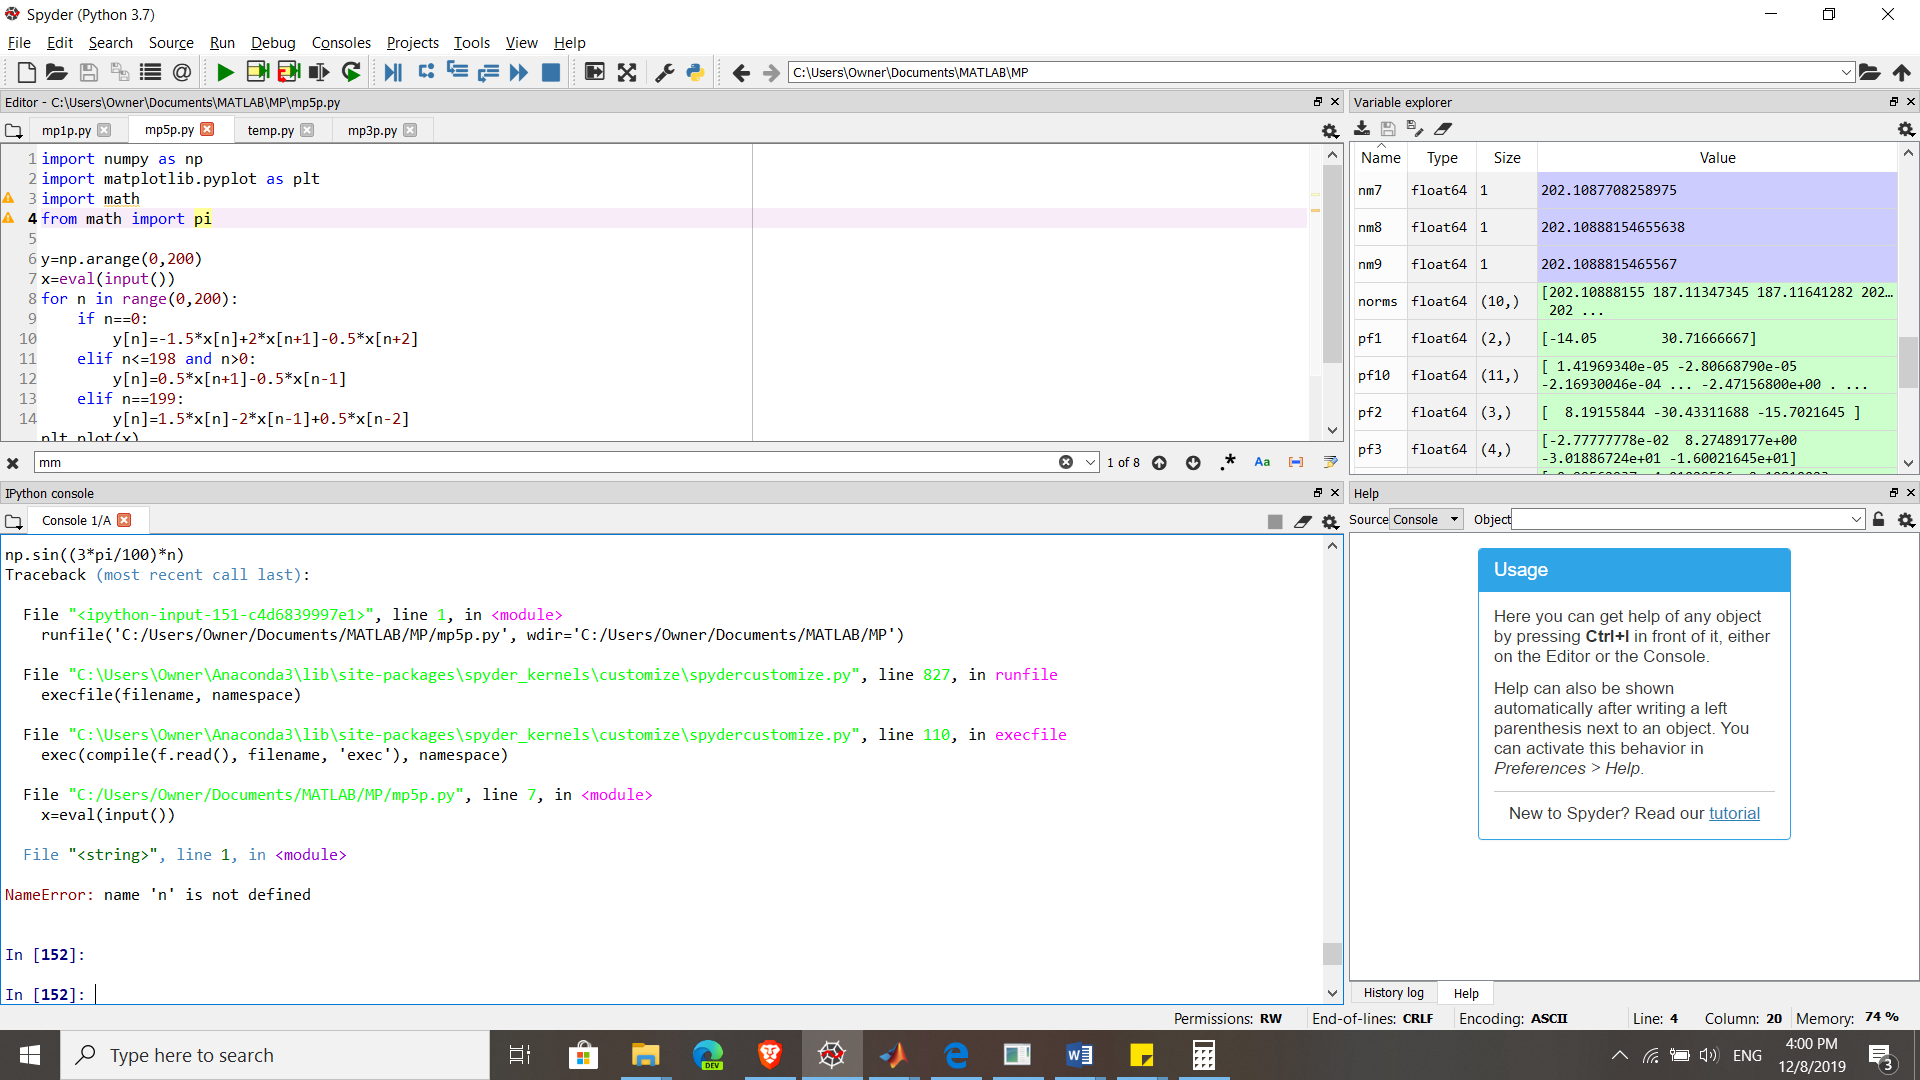 Spyder (Python 3.7)
File Edit Search Source Run Debug Consoles Projects Tools View Help
C:\Users\Owner\Documents\MATLAB\MP
Editor - C:\Users\Owner\Documents\MATLAB\MP\mp5p.py
mp1p.py mp5p.py temp.py mp3p.py
1 import numpy as np
2 import matplotlib.pyplot as plt
3 import math
4 from math import pi
5
6 y=np.arange(0,200)
7 x=eval(input())
8 for n in range(0,200):
9     if n==0:
10         y[n]=-1.5*x[n]+2*x[n+1]-0.5*x[n+2]
11     elif n<=198 and n>0:
12         y[n]=0.5*x[n+1]-0.5*x[n-1]
13     elif n==199:
14         y[n]=1.5*x[n]-2*x[n-1]+0.5*x[n-2]
plt.plot(x)
mm
1 of 8
.* Aa
IPython console
Console 1/A
np.sin((3*pi/100)*n)
Traceback (most recent call last):
File "<ipython-input-151-c4d6839997e1>", line 1, in <module>
runfile('C:/Users/Owner/Documents/MATLAB/MP/mp5p.py', wdir='C:/Users/Owner/Documents/MATLAB/MP')
File "C:\Users\Owner\Anaconda3\lib\site-packages\spyder_kernels\customize\spydercustomize.py", line 827, in runfile
execfile(filename, namespace)
File "C:\Users\Owner\Anaconda3\lib\site-packages\spyder_kernels\customize\spydercustomize.py", line 110, in execfile
exec(compile(f.read(), filename, 'exec'), namespace)
File "C:/Users/Owner/Documents/MATLAB/MP/mp5p.py", line 7, in <module>
x=eval(input())
File "<string>", line 1, in <module>
NameError: name 'n' is not defined
In [152]:
In [152]:
Variable explorer
Name Type Size Value
nm7 float64 1 202.1087708258975
nm8 float64 1 202.10888154655638
nm9 float64 1 202.1088815465567
norms float64 (10,) [202.10888155 187.11347345 187.11641282 202…
202 ...
pf1 float64 (2,) [-14.05 30.71666667]
pf10 float64 (11,) [ 1.41969340e-05 -2.80668790e-05
-2.16930046e-04 ... -2.47156800e+00 . ...
pf2 float64 (3,) [ 8.19155844 -30.43311688 -15.7021645 ]
pf3 float64 (4,) [-2.77777778e-02 8.27489177e+00
-3.01886724e+01 -1.60021645e+01]
Help
Source Console Object
Usage
Here you can get help of any object
by pressing Ctrl+I in front of it, either
on the Editor or the Console.
Help can also be shown
automatically after writing a left
parenthesis next to an object. You
can activate this behavior in
Preferences > Help.
New to Spyder? Read our tutorial
History log Help
Permissions: RW End-of-lines: CRLF Encoding: ASCII Line: 4 Column: 20 Memory: 74 %
Type here to search
DEV
ENG
4:00 PM
12/8/2019
3